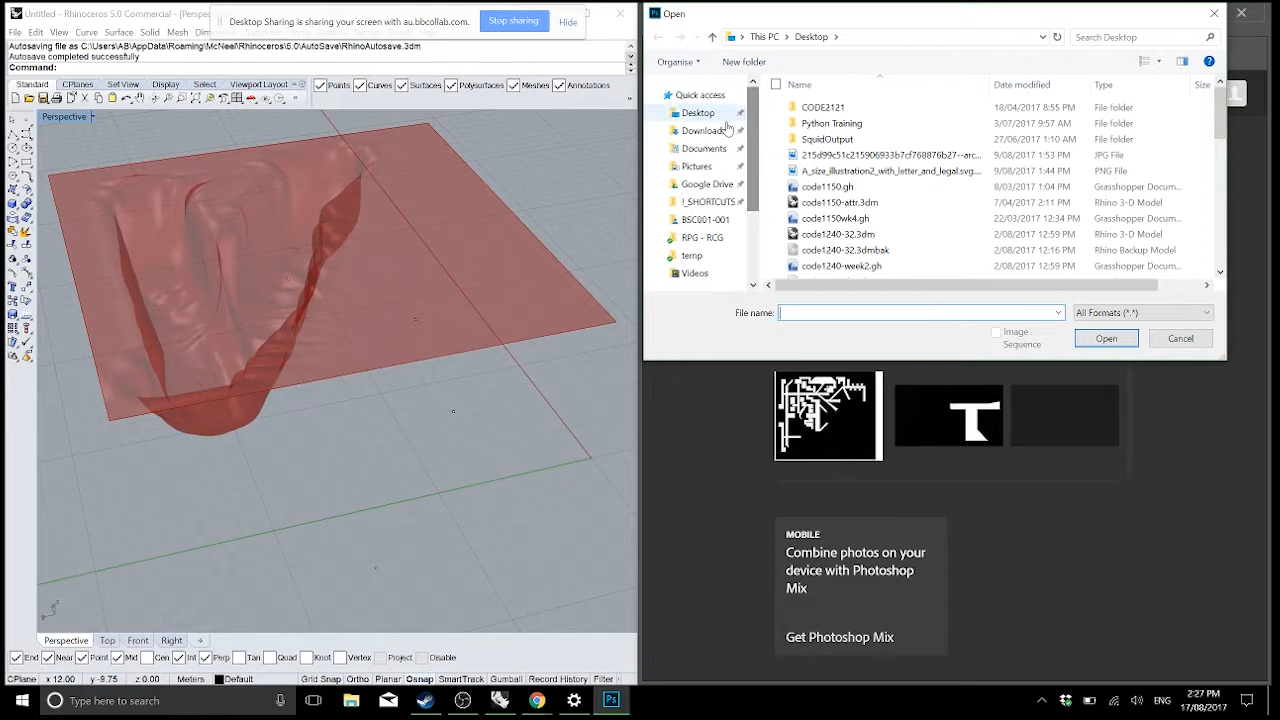 Untitled - Rhinoceros 5.0 Commercial - [Perspec
Desktop Sharing is sharing your screen with au.bbcollab.com.
Stop sharing
Hide
File Edit View Curve Surface Solid Mesh Dim
Autosaving file as C:\Users\AB\AppData\Roaming\McNeel\Rhinoceros\5.0\AutoSave\RhinoAutosave.3dm
Autosave completed successfully
Command:
Standard CPlanes Set View Display Select Viewport Layout
Points Curves Surfaces Polysurfaces Meshes Annotations
Perspective
Perspective Top Front Right
End Near Point Mid Cen Int Perp Tan Quad Knot Vertex Project Disable
CPlane x 12.00 y -9.75 z 0.00 Meters Default Grid Snap Ortho Planar Osnap SmartTrack Gumball Record History Filter
Open
This PC Desktop
Search Desktop
Organise New folder
Name Date modified Type Size
Quick access
Desktop
Downloads
Documents
Pictures
Google Drive
!_SHORTCUTS
BSC001-001
RPG - RCG
temp
Videos
CODE2121 18/04/2017 8:55 PM File folder
Python Training 3/07/2017 9:57 AM File folder
SquidOutput 27/06/2017 1:10 AM File folder
215d99c51c215906933b7cf768876b27--arc... 9/08/2017 1:53 PM JPG File
A_size_illustration2_with_letter_and_legal.svg.... 9/08/2017 1:44 PM PNG File
code1150.gh 8/03/2017 1:04 PM Grasshopper Docum...
code1150-attr.3dm 7/04/2017 2:11 PM Rhino 3-D Model
code1150wk4.gh 22/03/2017 12:34 PM Grasshopper Docum...
code1240-32.3dm 2/08/2017 12:59 PM Rhino 3-D Model
code1240-32.3dmbak 2/08/2017 12:16 PM Rhino Backup Model
code1240-week2.gh 2/08/2017 12:59 PM Grasshopper Docum...
File name: All Formats (*.*)
Image Sequence
Open
Cancel
MOBILE
Combine photos on your
device with Photoshop
Mix
Get Photoshop Mix
Type here to search
Ps
ENG
2:27 PM
17/08/2017